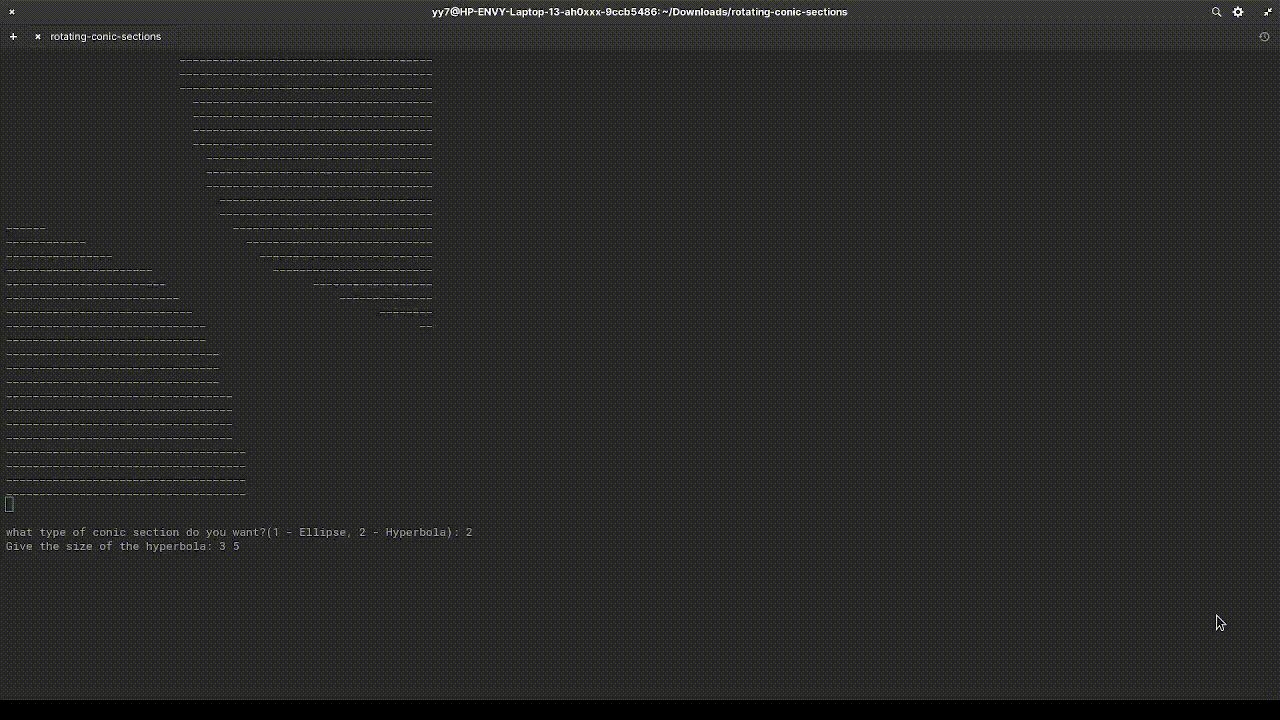 yy7@HP-ENVY-Laptop-13-ah0xxx-9ccb5486: ~/Downloads/rotating-conic-sections
rotating-conic-sections
what type of conic section do you want?(1 - Ellipse, 2 - Hyperbola): 2
Give the size of the hyperbola: 3 5